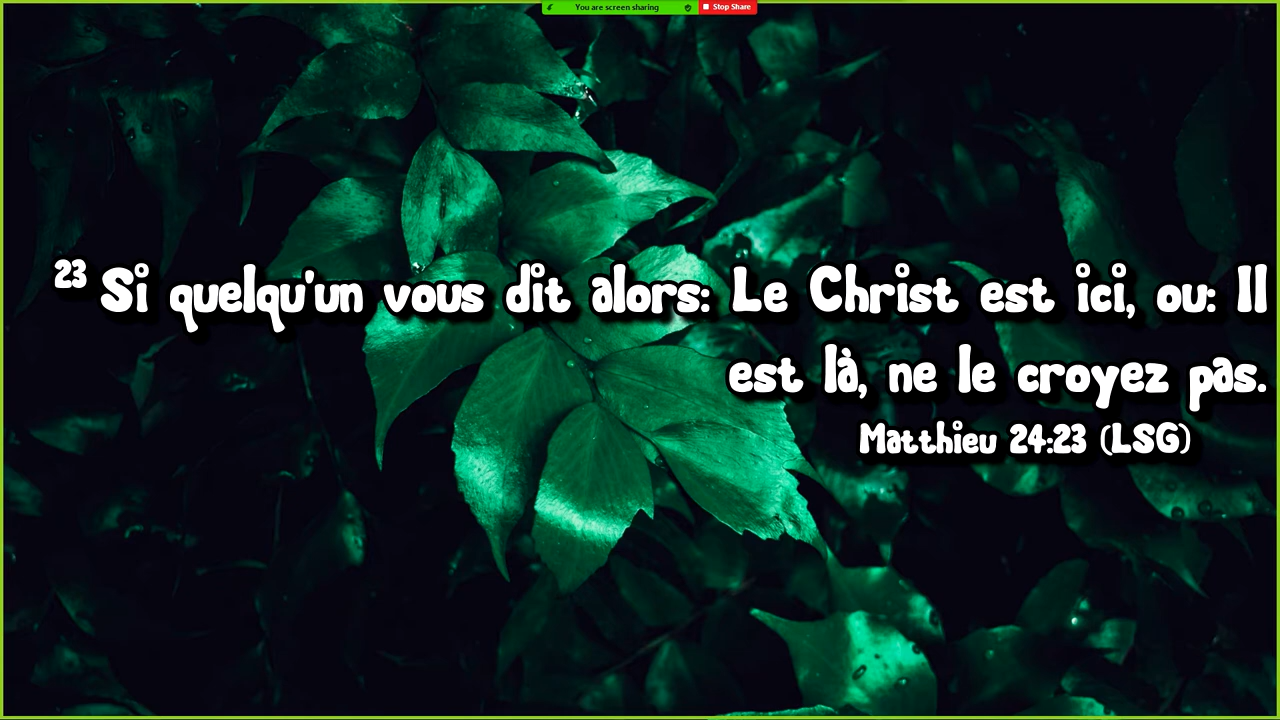 You are screen sharing
Stop Share
23 Si quelqu'un vous dit alors: Le Christ est ici, ou: Il
est là, ne le croyez pas.
Matthieu 24:23 (LSG)